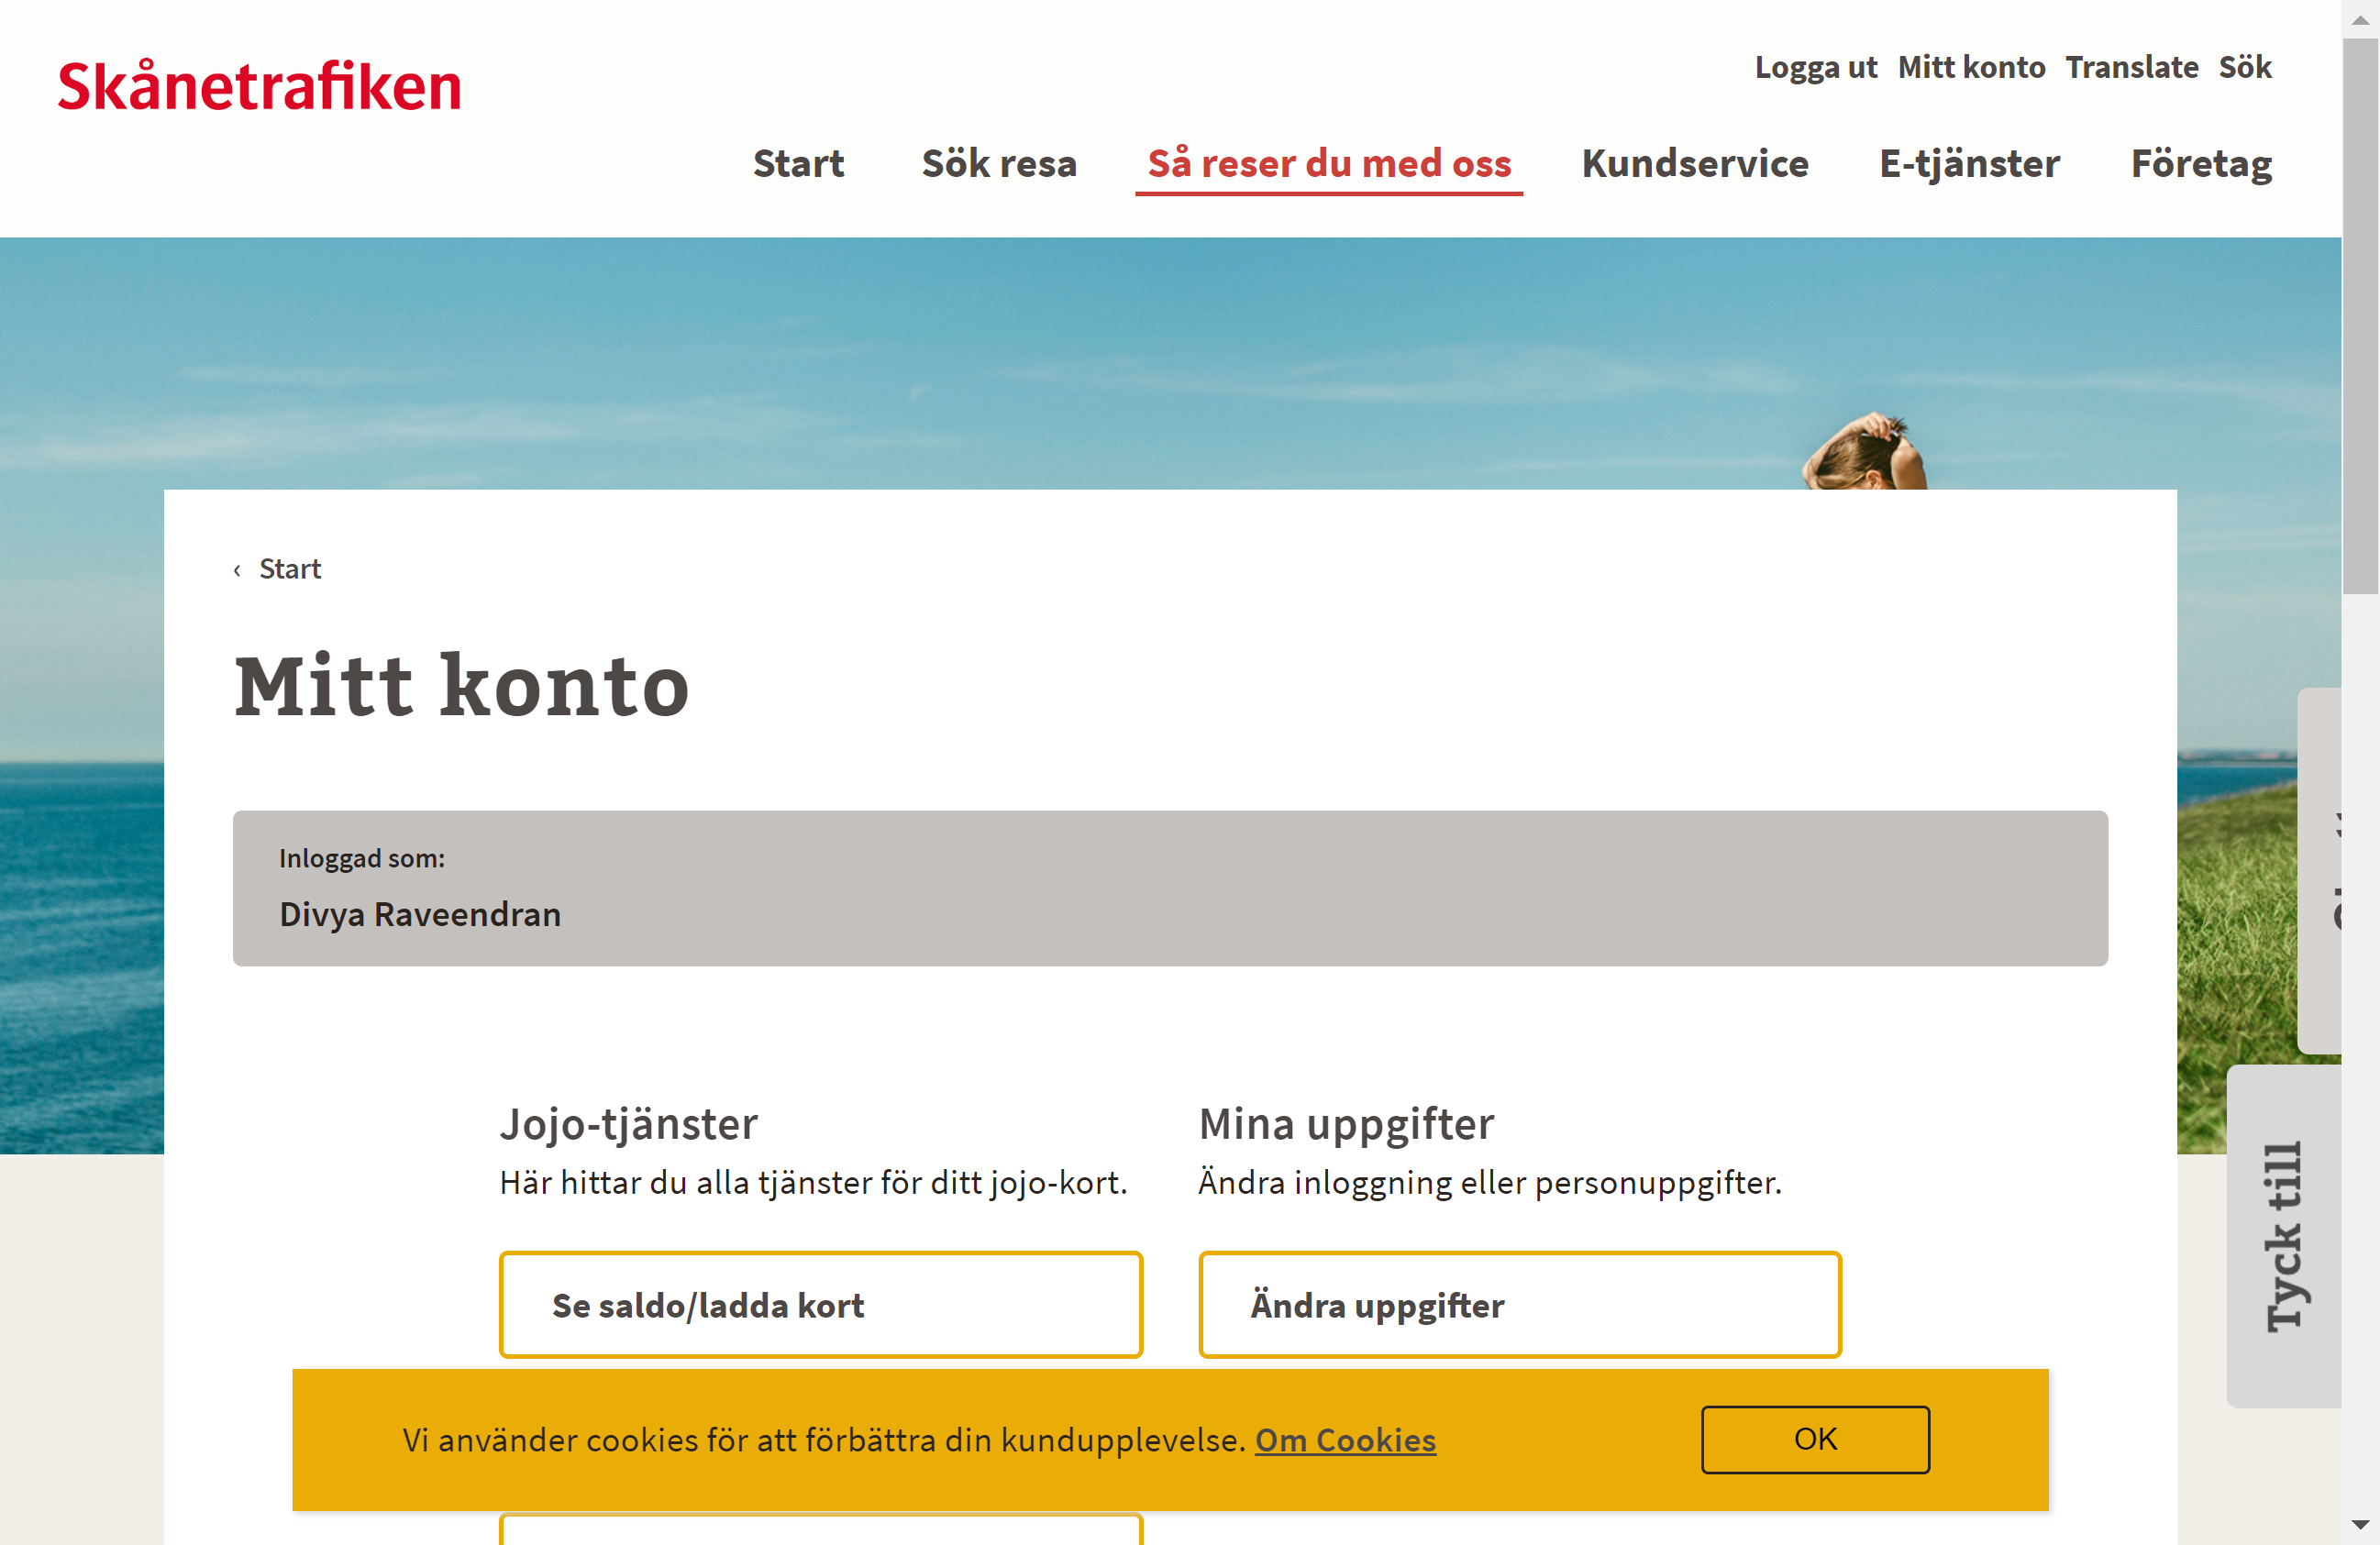 Skånetrafiken
Logga ut Mitt konto Translate Sök
Start Sök resa Så reser du med oss Kundservice E-tjänster Företag
‹ Start
Mitt konto
Inloggad som:
Divya Raveendran
Jojo-tjänster
Här hittar du alla tjänster för ditt jojo-kort.
Se saldo/ladda kort
Mina uppgifter
Ändra inloggning eller personuppgifter.
Ändra uppgifter
Tyck till
Vi använder cookies för att förbättra din kundupplevelse. Om Cookies
OK